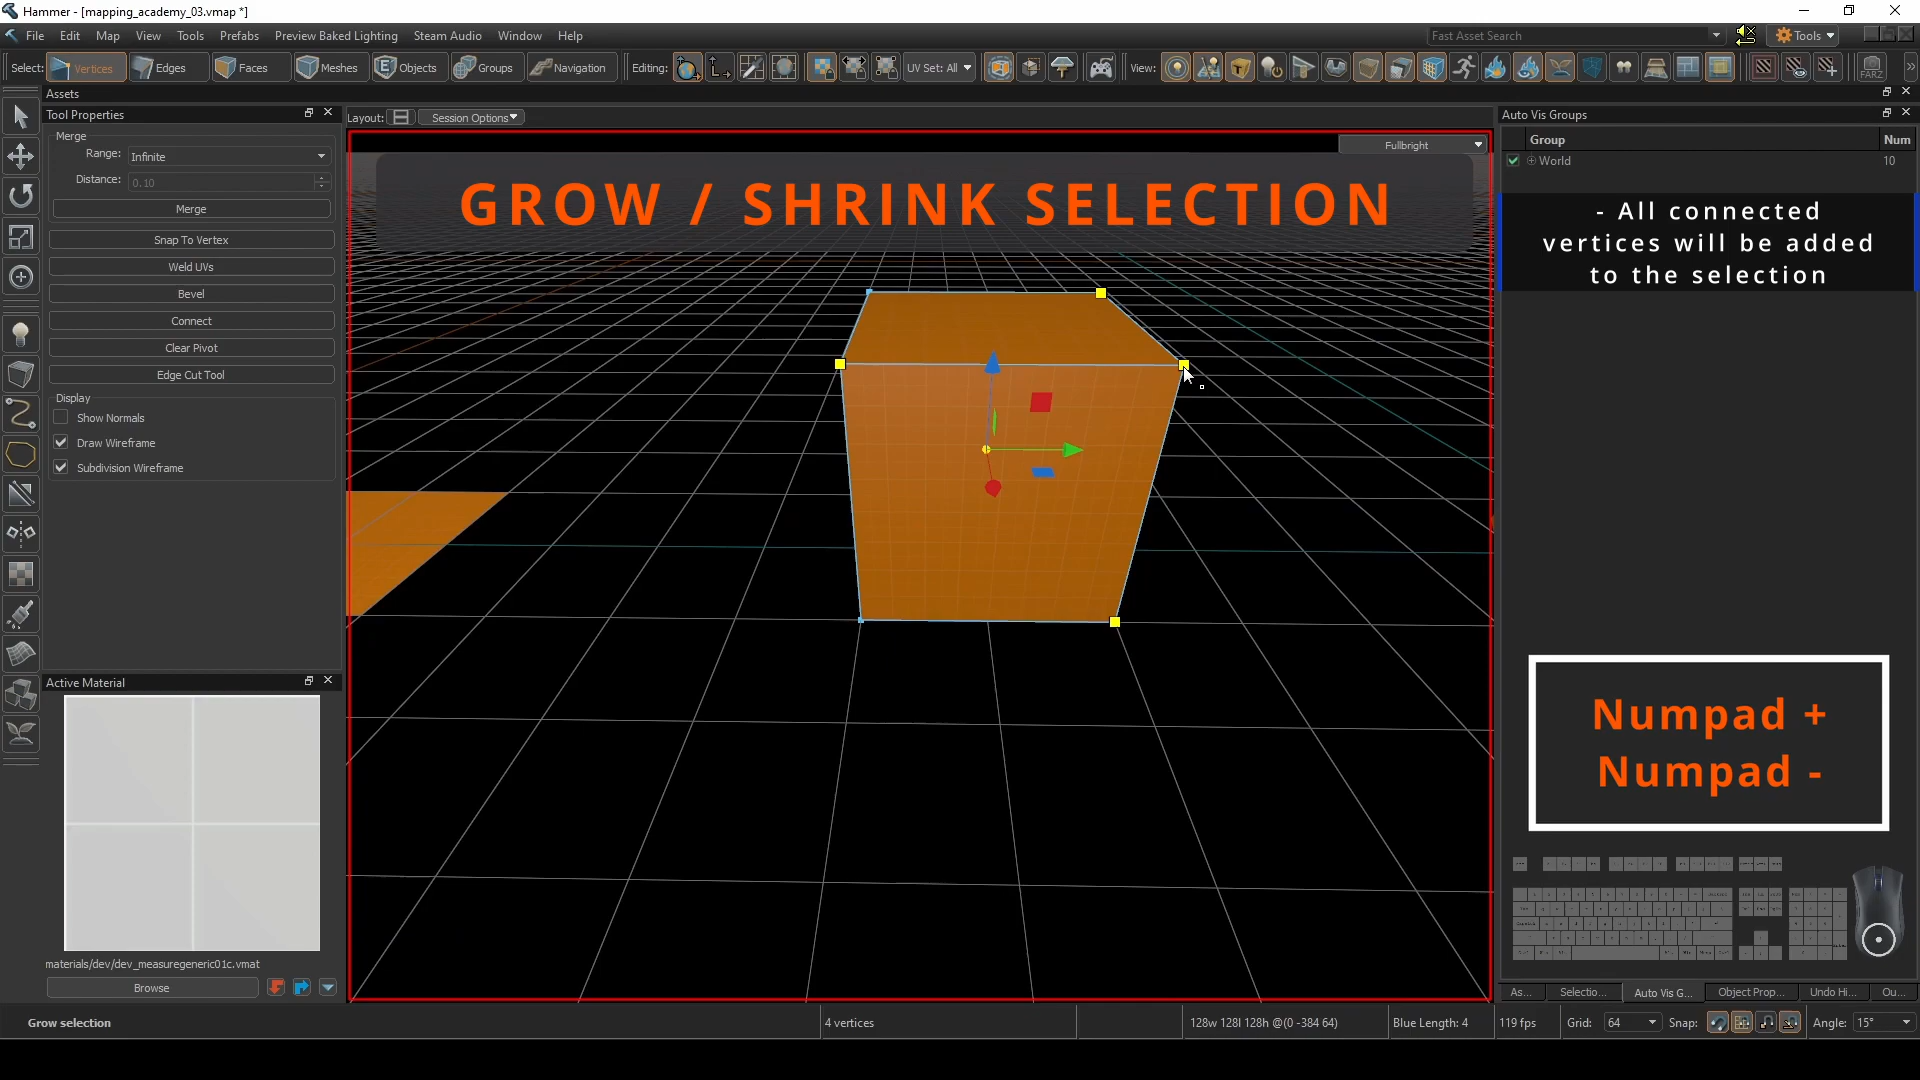 Hammer - [mapping_academy_03.vmap *]
File Edit Map View Tools Prefabs Preview Baked Lighting Steam Audio Window Help
Fast Asset Search
Tools
Select: Vertices Edges Faces Meshes Objects Groups Navigation Editing: UV Set: All View:
FARZ
Assets
Tool Properties
Layout: Session Options
Auto Vis Groups
Merge
Range: Infinite
Distance: 0.10
Merge
Snap To Vertex
Weld UVs
Bevel
Connect
Clear Pivot
Edge Cut Tool
Display
Show Normals
Draw Wireframe
Subdivision Wireframe
Active Material
materials/dev/dev_measuregeneric01c.vmat
Browse
Fullbright
GROW / SHRINK SELECTION
Group Num
World 10
- All connected
vertices will be added
to the selection
Numpad +
Numpad -
As... Selectio... Auto Vis G... Object Prop... Undo Hi... Ou...
Grow selection
4 vertices
128w 128l 128h @(0 -384 64)
Blue Length: 4
119 fps
Grid: 64 Snap: Angle: 15°